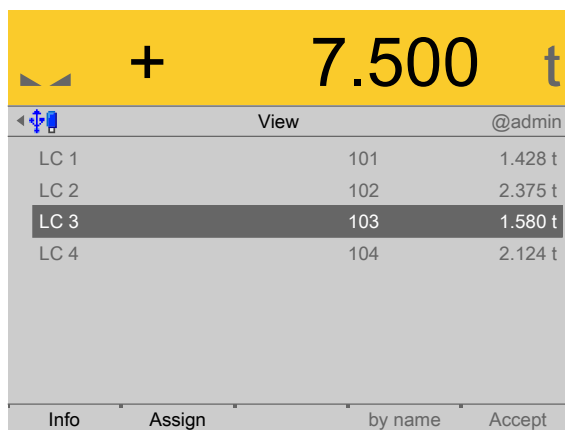 + 7.500 t
View @admin
LC 1 101 1.428 t
LC 2 102 2.375 t
LC 3 103 1.580 t
LC 4 104 2.124 t
Info Assign by name Accept